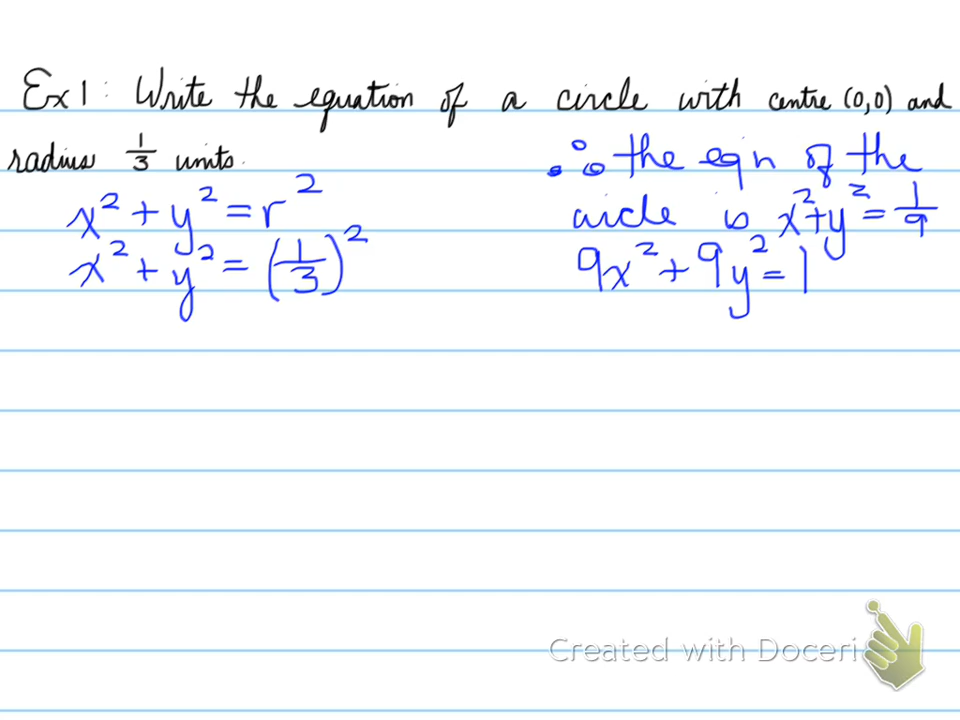 Ex 1: Write the equation of a circle with centre (0,0) and
radius 1/3 units.
x² + y² = r²
x² + y² = (1/3)²
∴ the eqn of the
circle is x² + y² = 1/9
9x² + 9y² = 1
Created with Doceri